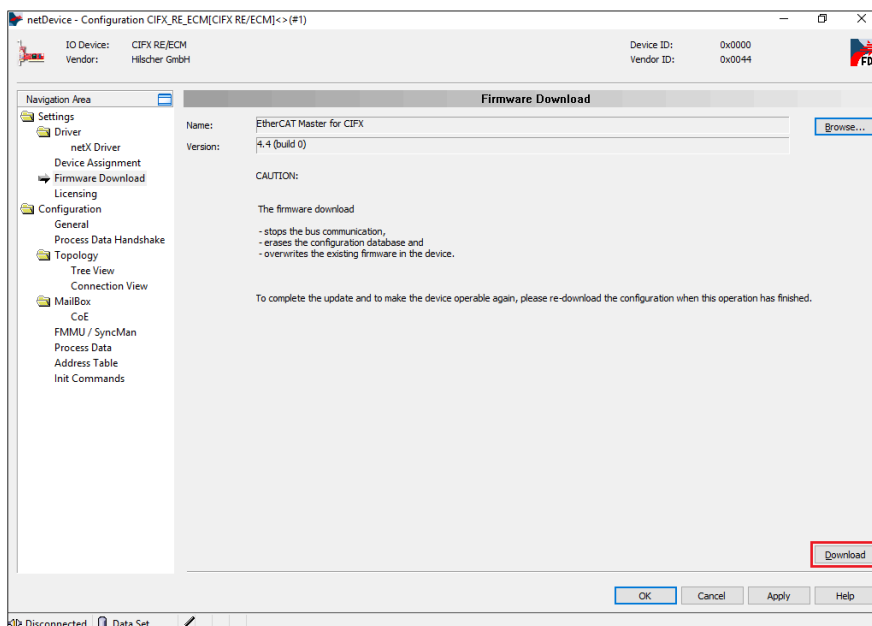 netDevice - Configuration CIFX_RE_ECM[CIFX RE/ECM]<>(#1)
IO Device: CIFX RE/ECM Device ID: 0x0000
Vendor: Hilscher GmbH Vendor ID: 0x0044
FD
Navigation Area
Firmware Download
Settings
Driver
netX Driver
Device Assignment
Firmware Download
Licensing
Configuration
General
Process Data Handshake
Topology
Tree View
Connection View
MailBox
CoE
FMMU / SyncMan
Process Data
Address Table
Init Commands
Name: EtherCAT Master for CIFX Browse...
Version: 4.4 (build 0)
CAUTION:
The firmware download
- stops the bus communication,
- erases the configuration database and
- overwrites the existing firmware in the device.
To complete the update and to make the device operable again, please re-download the configuration when this operation has finished.
Download
OK Cancel Apply Help
Disconnected Data Set